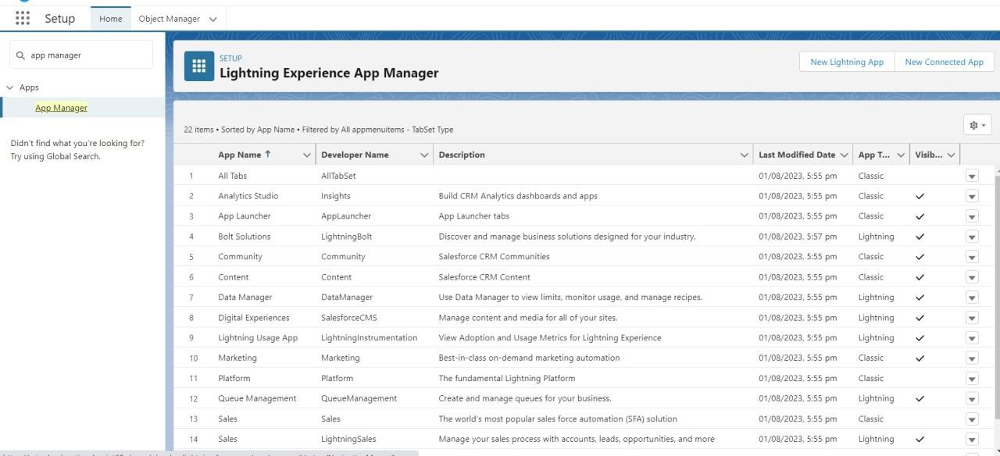 Setup
Home
Object Manager
app manager
Apps
App Manager
Didn't find what you're looking for?
Try using Global Search.
SETUP
Lightning Experience App Manager
New Lightning App
New Connected App
22 items • Sorted by App Name • Filtered by All appmenuitems - TabSet Type
App Name Developer Name Description Last Modified Date App T... Visib...
1 All Tabs AllTabSet 01/08/2023, 5:55 pm Classic
2 Analytics Studio Insights Build CRM Analytics dashboards and apps 01/08/2023, 5:55 pm Classic
3 App Launcher AppLauncher App Launcher tabs 01/08/2023, 5:55 pm Classic
4 Bolt Solutions LightningBolt Discover and manage business solutions designed for your industry. 01/08/2023, 5:57 pm Lightning
5 Community Community Salesforce CRM Communities 01/08/2023, 5:55 pm Classic
6 Content Content Salesforce CRM Content 01/08/2023, 5:55 pm Classic
7 Data Manager DataManager Use Data Manager to view limits, monitor usage, and manage recipes. 01/08/2023, 5:55 pm Lightning
8 Digital Experiences SalesforceCMS Manage content and media for all of your sites. 01/08/2023, 5:55 pm Lightning
9 Lightning Usage App LightningInstrumentation View Adoption and Usage Metrics for Lightning Experience 01/08/2023, 5:55 pm Lightning
10 Marketing Marketing Best-in-class on-demand marketing automation 01/08/2023, 5:55 pm Classic
11 Platform Platform The fundamental Lightning Platform 01/08/2023, 5:55 pm Classic
12 Queue Management QueueManagement Create and manage queues for your business. 01/08/2023, 5:55 pm Lightning
13 Sales Sales The world's most popular sales force automation (SFA) solution 01/08/2023, 5:55 pm Classic
14 Sales LightningSales Manage your sales process with accounts, leads, opportunities, and more 01/08/2023, 5:55 pm Lightning